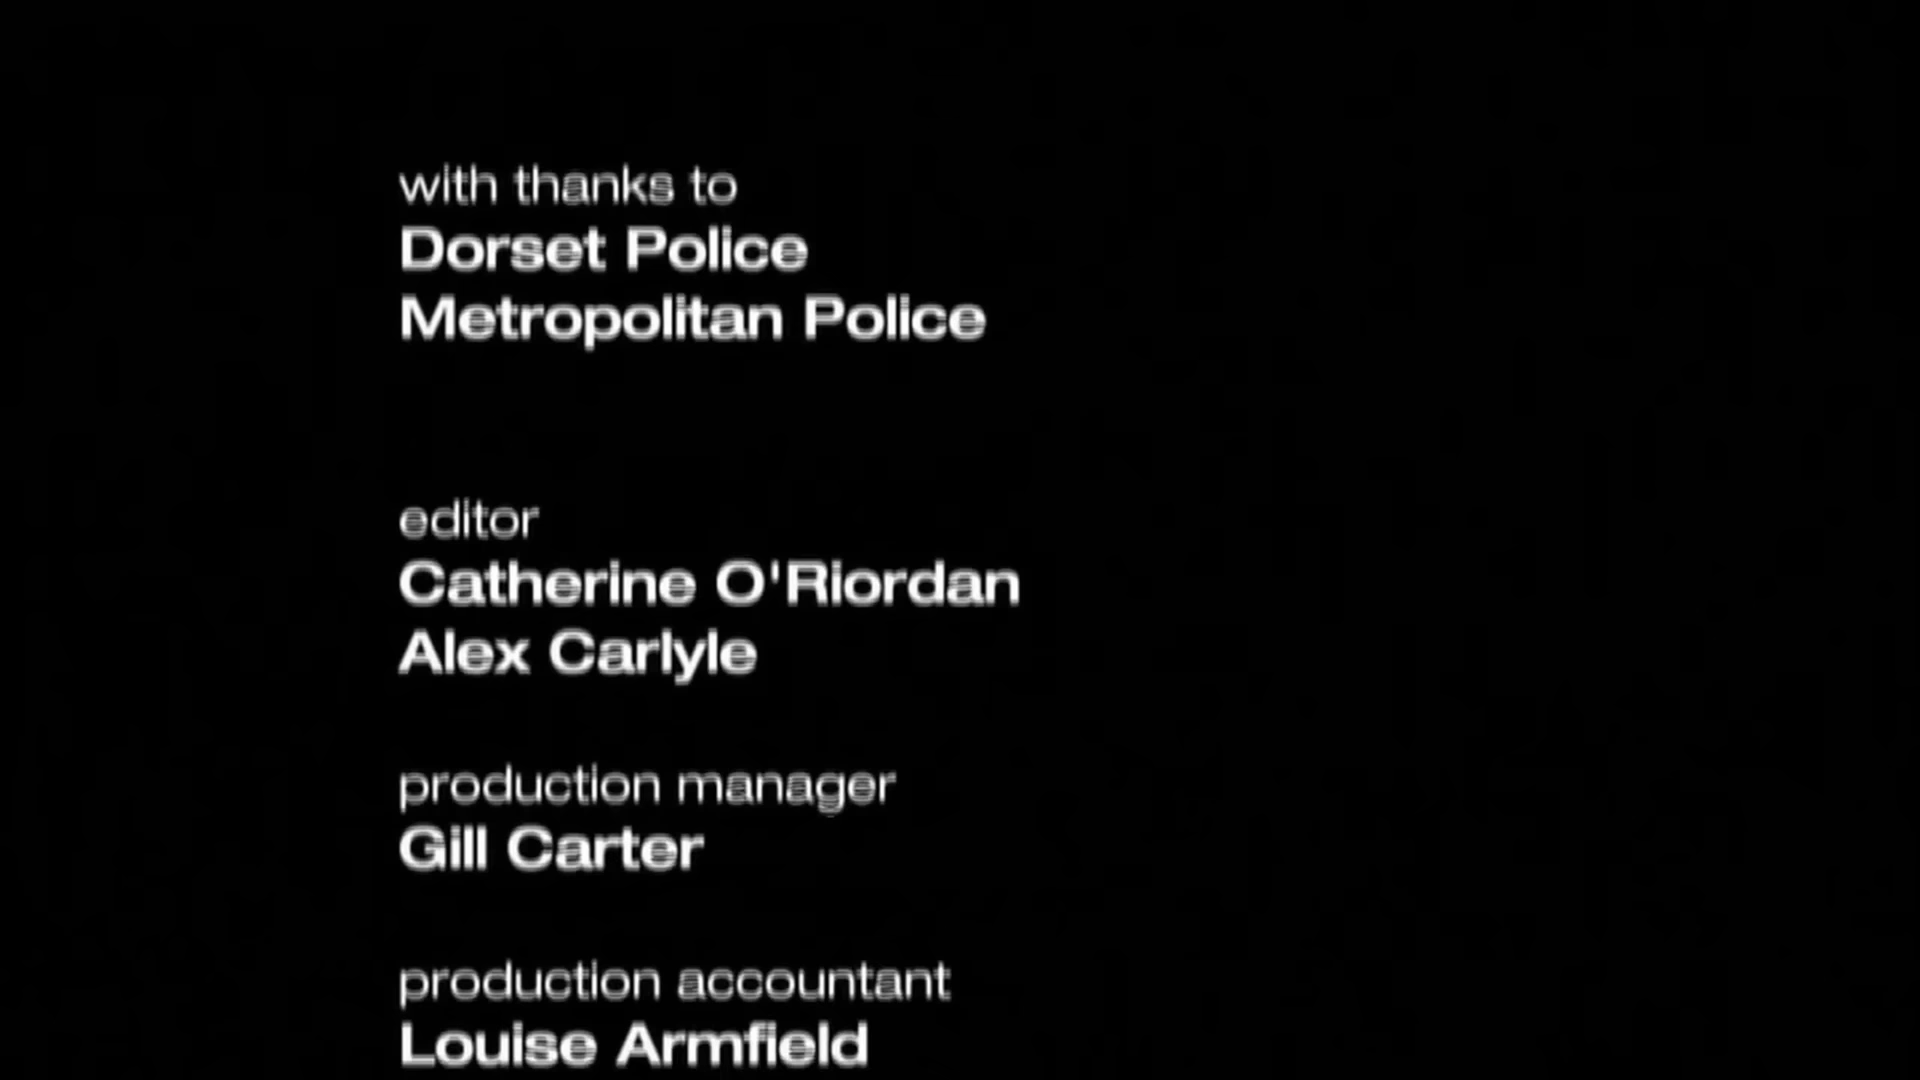 with thanks to
Dorset Police
Metropolitan Police
editor
Catherine O'Riordan
Alex Carlyle
production manager
Gill Carter
production accountant
Louise Armfield